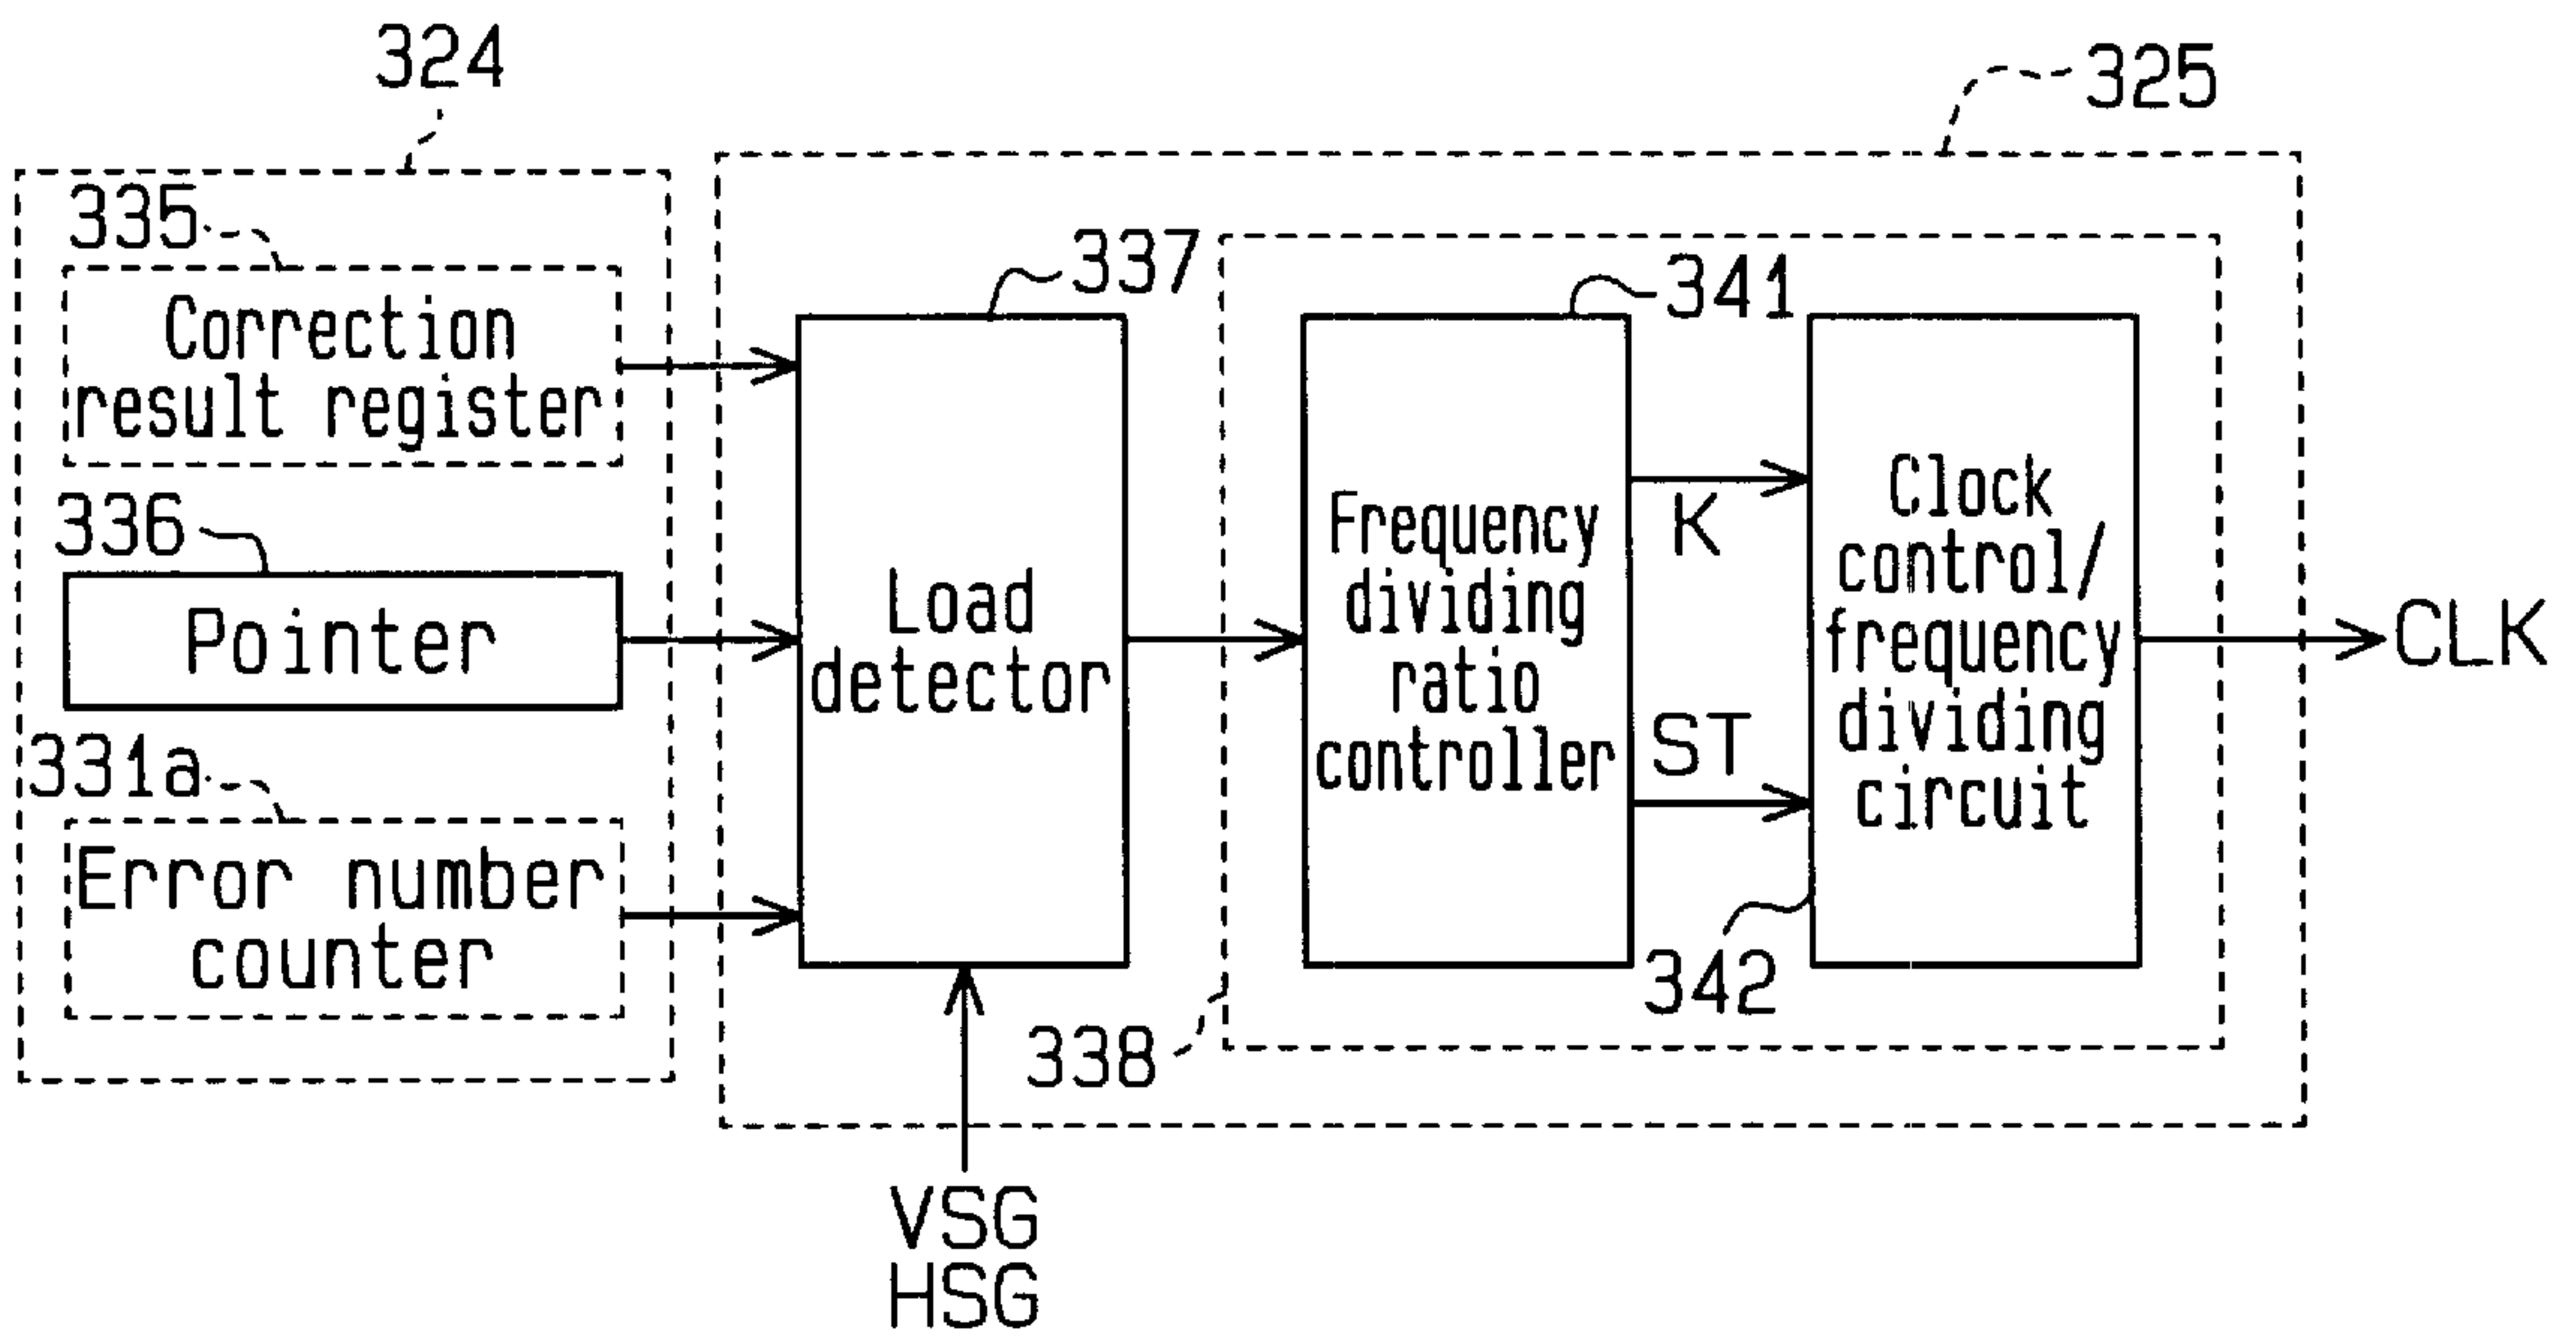 324
325
335
Correction
result register
336
Pointer
331a
Error number
counter
337
Load
detector
VSG
HSG
338
341
Frequency
dividing
ratio
controller
K
ST
342
Clock
control/
frequency
dividing
circuit
CLK